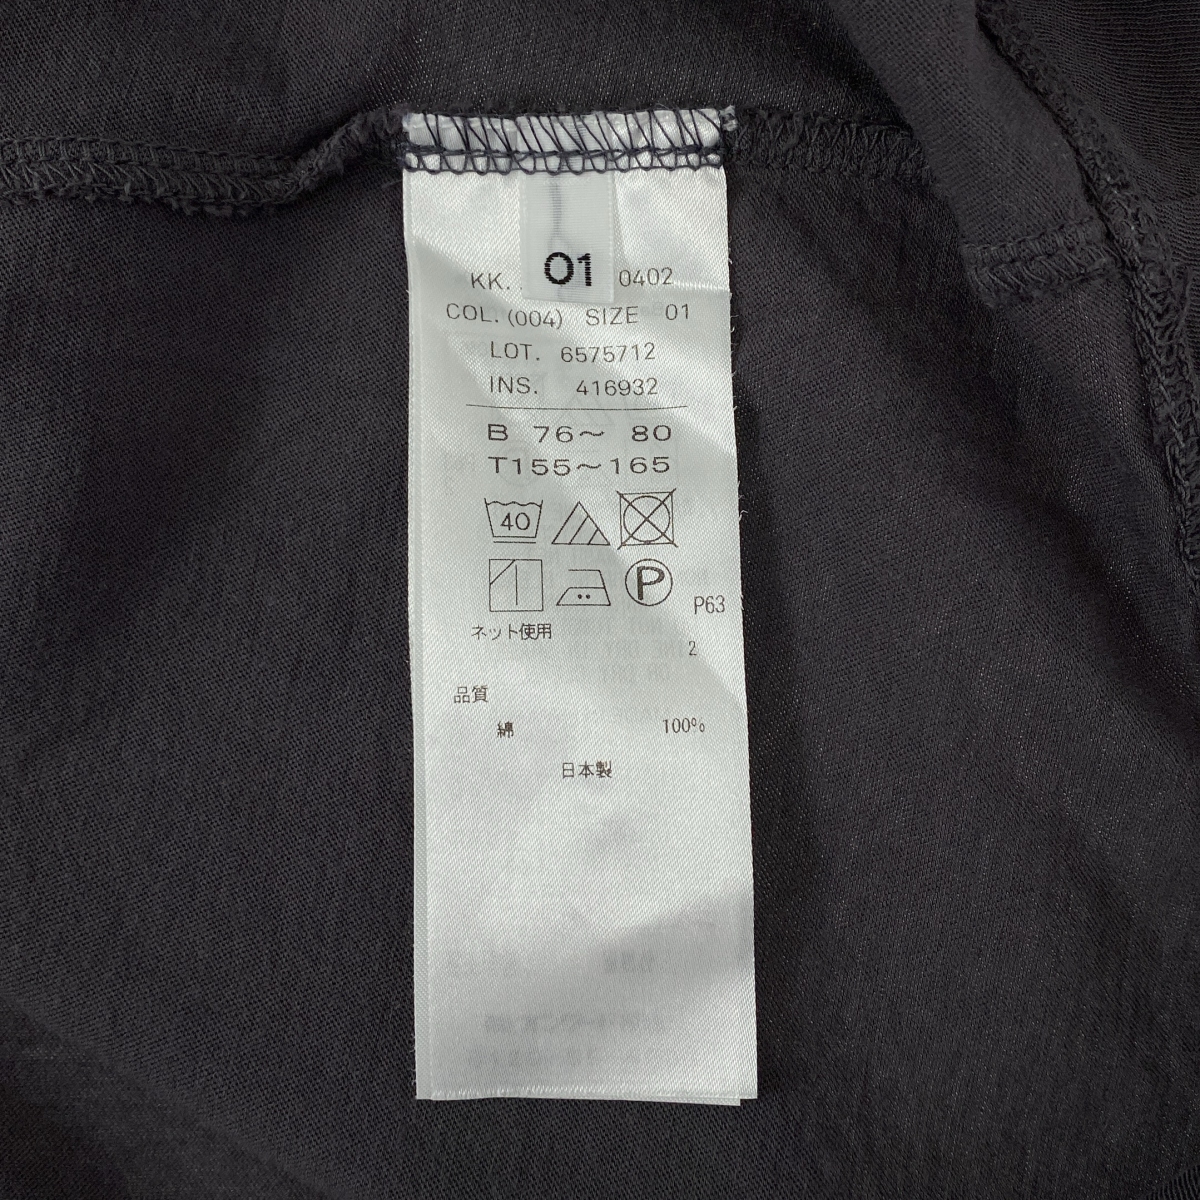 KK. 01 0402
COL. (004) SIZE 01
LOT. 6575712
INS. 416932
B 76～ 80
T155～165
40
P
P63
ネット使用
2
品質
綿 100%
日本製